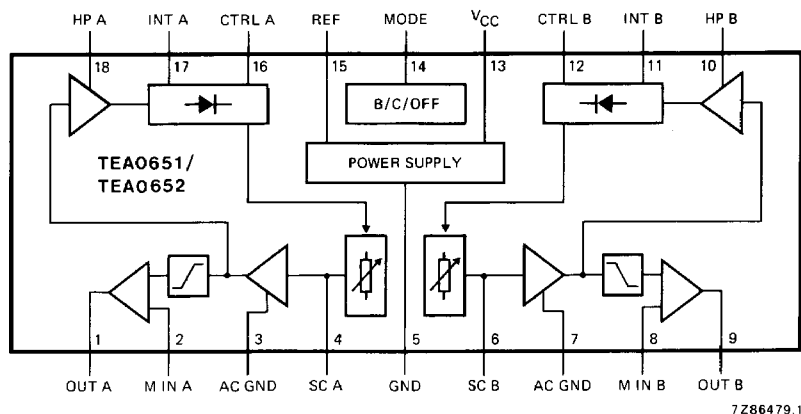 HP A INT A CTRL A REF MODE VCC CTRL B INT B HP B
18 17 16 15 14 13 12 11 10
B/C/OFF
TEA0651/
TEA0652
POWER SUPPLY
1 2 3 4 5 6 7 8 9
OUT A M IN A AC GND SC A GND SC B AC GND M IN B OUT B
7Z86479.1